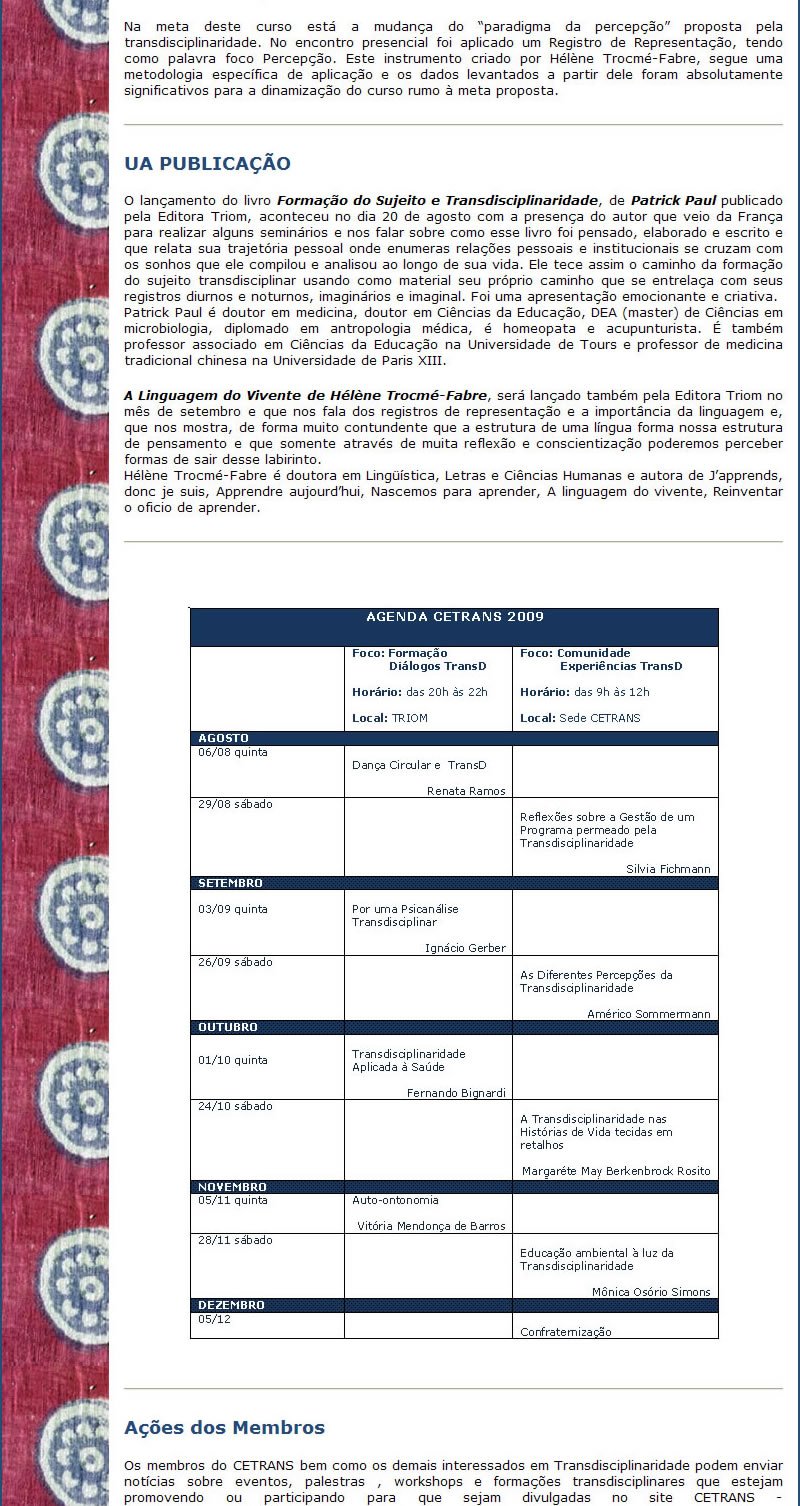 Na meta deste curso está a mudança do “paradigma da percepção” proposta pela
transdisciplinaridade. No encontro presencial foi aplicado um Registro de Representação, tendo
como palavra foco Percepção. Este instrumento criado por Hélène Trocmé-Fabre, segue uma
metodologia específica de aplicação e os dados levantados a partir dele foram absolutamente
significativos para a dinamização do curso rumo à meta proposta.
UA PUBLICAÇÃO
O lançamento do livro Formação do Sujeito e Transdisciplinaridade, de Patrick Paul publicado
pela Editora Triom, aconteceu no dia 20 de agosto com a presença do autor que veio da França
para realizar alguns seminários e nos falar sobre como esse livro foi pensado, elaborado e escrito e
que relata sua trajetória pessoal onde enumeras relações pessoais e institucionais se cruzam com
os sonhos que ele compilou e analisou ao longo de sua vida. Ele tece assim o caminho da formação
do sujeito transdisciplinar usando como material seu próprio caminho que se entrelaça com seus
registros diurnos e noturnos, imaginários e imaginal. Foi uma apresentação emocionante e criativa.
Patrick Paul é doutor em medicina, doutor em Ciências da Educação, DEA (master) de Ciências em
microbiologia, diplomado em antropologia médica, é homeopata e acupunturista. É também
professor associado em Ciências da Educação na Universidade de Tours e professor de medicina
tradicional chinesa na Universidade de Paris XIII.
A Linguagem do Vivente de Hélène Trocmé-Fabre, será lançado também pela Editora Triom no
mês de setembro e que nos fala dos registros de representação e a importância da linguagem e,
que nos mostra, de forma muito contundente que a estrutura de uma língua forma nossa estrutura
de pensamento e que somente através de muita reflexão e conscientização poderemos perceber
formas de sair desse labirinto.
Hélène Trocmé-Fabre é doutora em Lingüística, Letras e Ciências Humanas e autora de J’apprends,
donc je suis, Apprendre aujourd’hui, Nascemos para aprender, A linguagem do vivente, Reinventar
o oficio de aprender.
AGENDA CETRANS 2009
Foco: Formação
Diálogos TransD
Horário: das 20h às 22h
Local: TRIOM
Foco: Comunidade
Experiências TransD
Horário: das 9h às 12h
Local: Sede CETRANS
AGOSTO
06/08 quinta
Dança Circular e TransD
Renata Ramos
29/08 sábado
Reflexões sobre a Gestão de um
Programa permeado pela
Transdisciplinaridade
Silvia Fichmann
SETEMBRO
03/09 quinta
Por uma Psicanálise
Transdisciplinar
Ignácio Gerber
26/09 sábado
As Diferentes Percepções da
Transdisciplinaridade
Américo Sommermann
OUTUBRO
01/10 quinta
Transdisciplinaridade
Aplicada à Saúde
Fernando Bignardi
24/10 sábado
A Transdisciplinaridade nas
Histórias de Vida tecidas em
retalhos
Margaréte May Berkenbrock Rosito
NOVEMBRO
05/11 quinta
Auto-ontonomia
Vitória Mendonça de Barros
28/11 sábado
Educação ambiental à luz da
Transdisciplinaridade
Mônica Osório Simons
DEZEMBRO
05/12
Confraternização
Ações dos Membros
Os membros do CETRANS bem como os demais interessados em Transdisciplinaridade podem enviar
notícias sobre eventos, palestras , workshops e formações transdisciplinares que estejam
promovendo ou participando para que sejam divulgadas no site CETRANS -